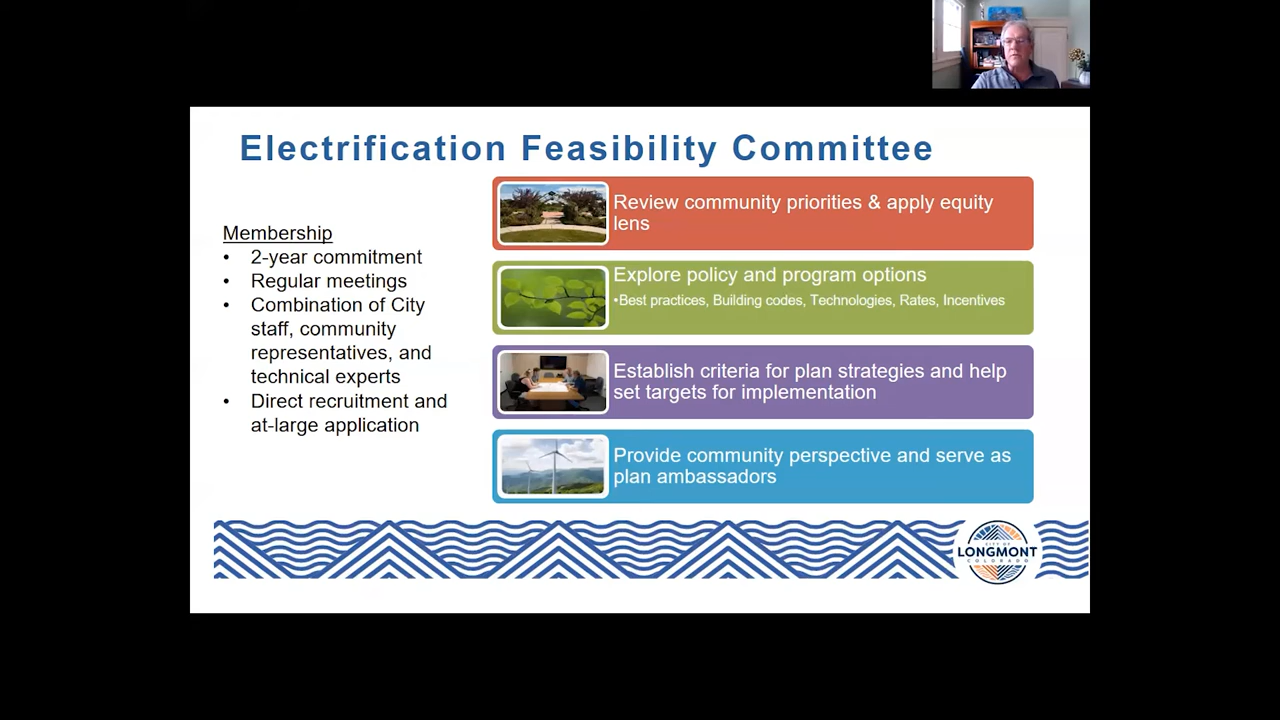 Electrification Feasibility Committee
Membership
• 2-year commitment
• Regular meetings
• Combination of City
staff, community
representatives, and
technical experts
• Direct recruitment and
at-large application
Review community priorities & apply equity
lens
Explore policy and program options
•Best practices, Building codes, Technologies, Rates, Incentives
Establish criteria for plan strategies and help
set targets for implementation
Provide community perspective and serve as
plan ambassadors
CITY OF
LONGMONT
COLORADO